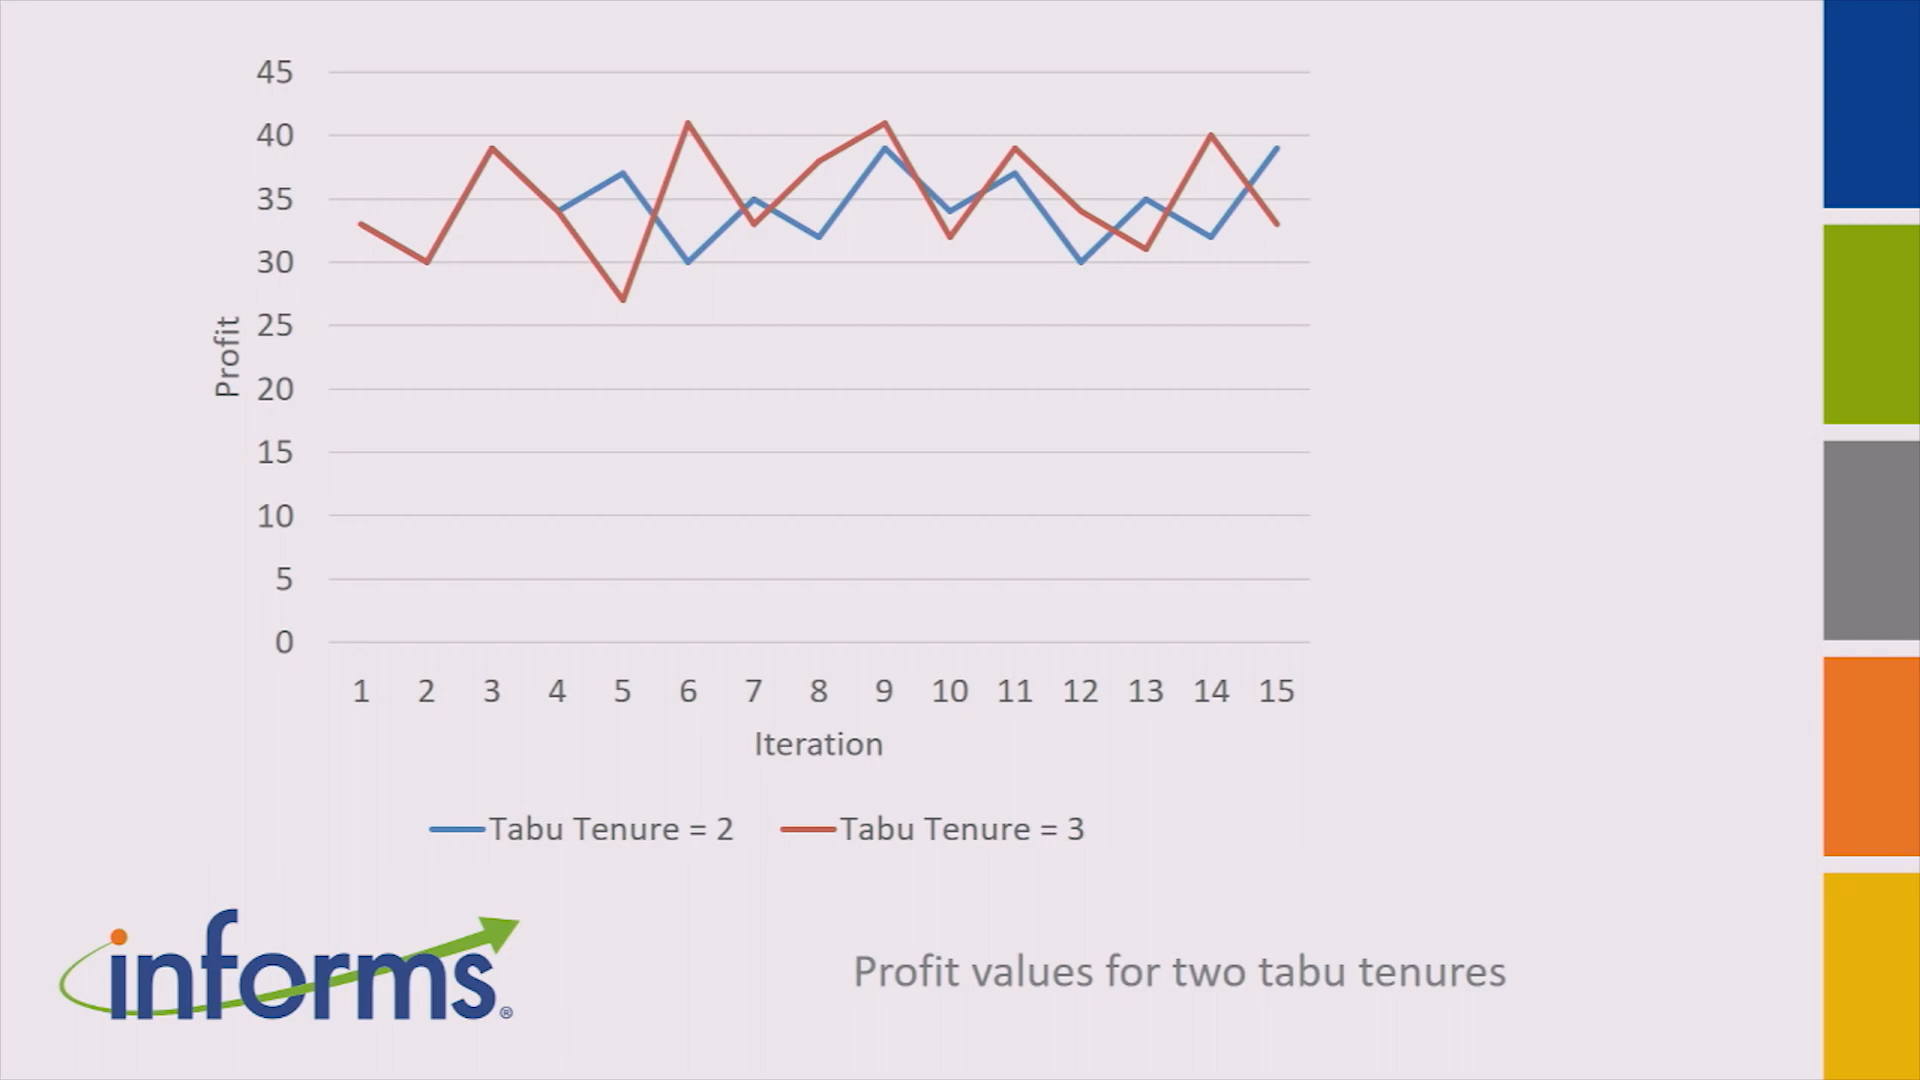 45
40
35
30
25
20
15
10
5
0
Profit
1 2 3 4 5 6 7 8 9 10 11 12 13 14 15
Iteration
Tabu Tenure = 2 Tabu Tenure = 3
informs®
Profit values for two tabu tenures